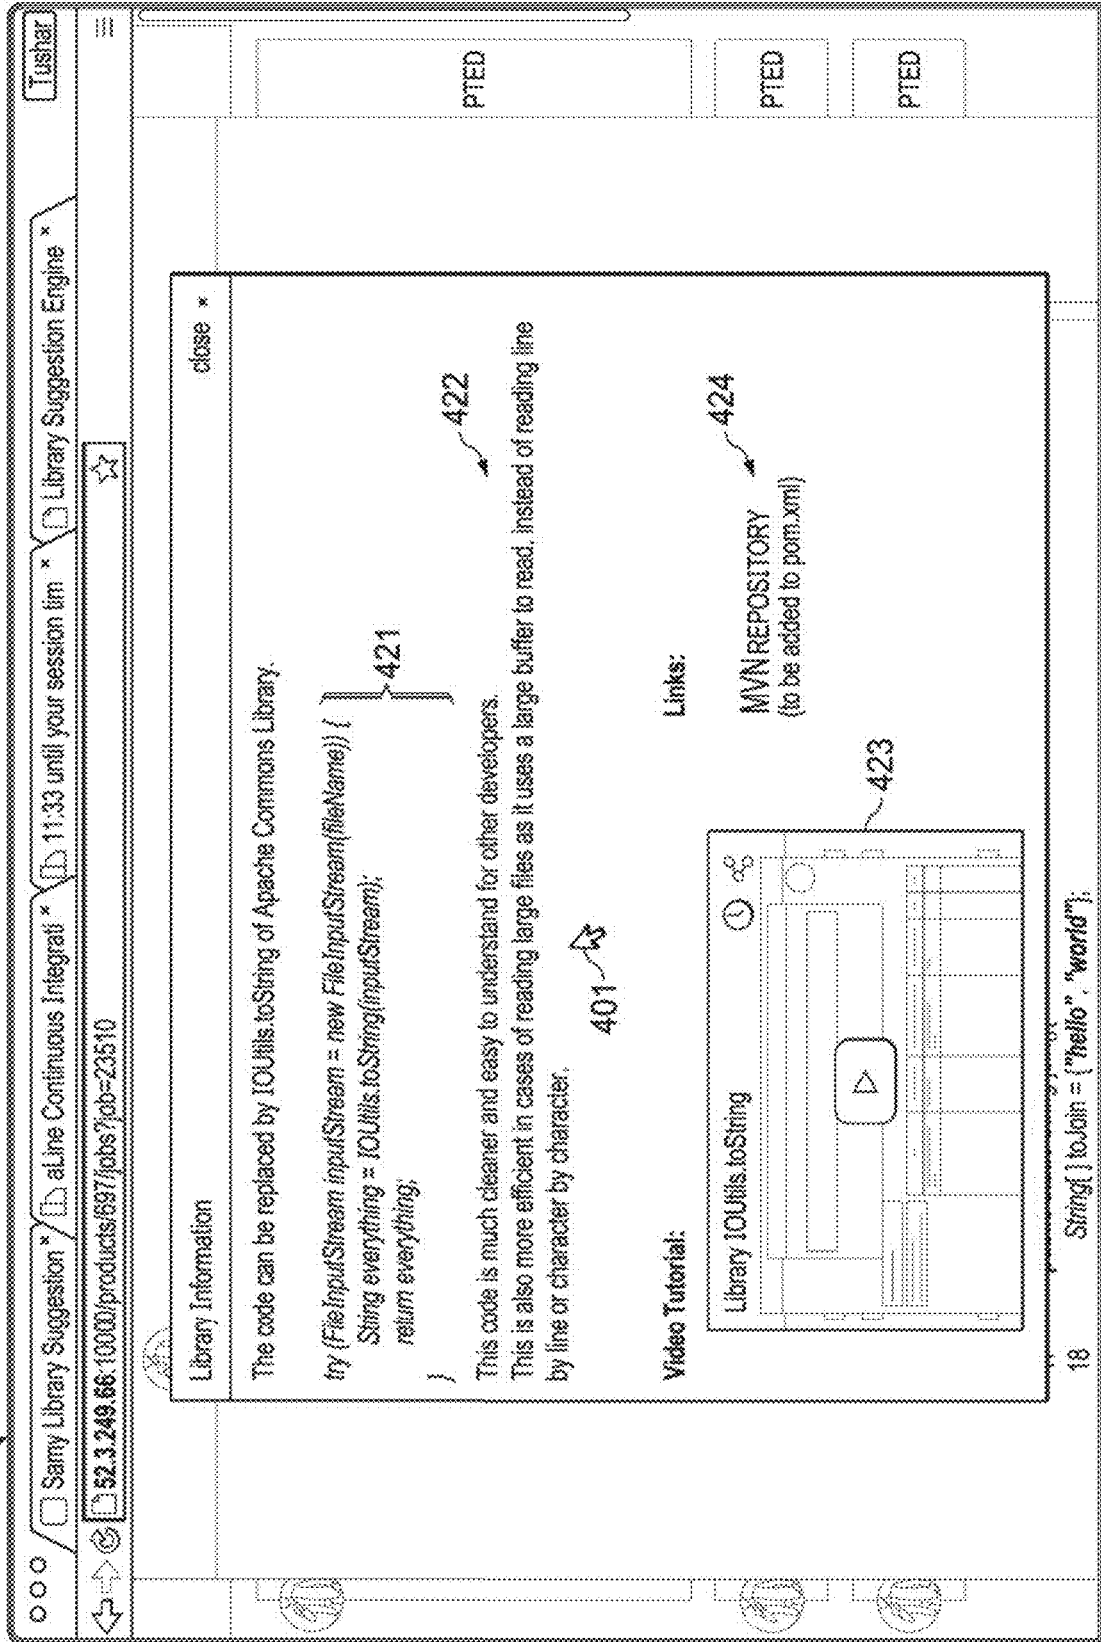 Samy Library Suggestion × aLine Continuous Integrati × 11:33 until your session tim × Library Suggestion Engine × Tushar
52.3.249.66:10000/products/697/jobs?job=23510
Library Information close ×
The code can be replaced by IOUtils.toString of Apache Commons Library.
try (FileInputStream inputStream = new FileInputStream(fileName)) {
String everything = IOUtils.toString(inputStream);
return everything;
}
421
422
This code is much cleaner and easy to understand for other developers.
This is also more efficient in cases of reading large files as it uses a large buffer to read, instead of reading line
by line or character by character.
401
Video Tutorial:
Library IOUtils.toString
423
Links:
424
MVNREPOSITORY
(to be added to pom.xml)
PTED
PTED
PTED
18 String[ ] toJoin = {"hello", "world"};